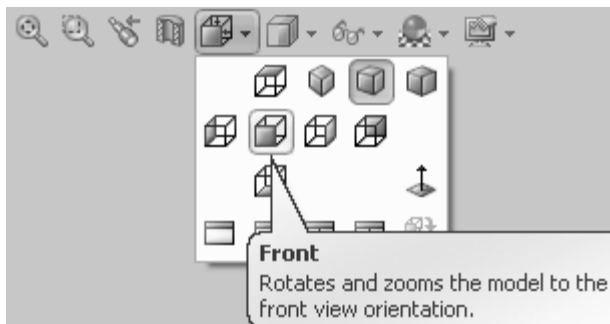 Front
Rotates and zooms the model to the
front view orientation.